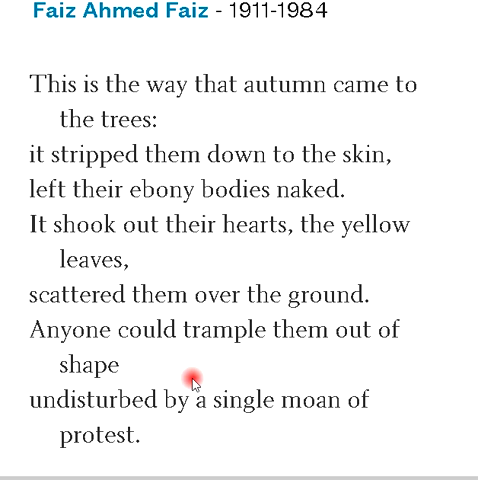 Faiz Ahmed Faiz - 1911-1984
This is the way that autumn came to
the trees:
it stripped them down to the skin,
left their ebony bodies naked.
It shook out their hearts, the yellow
leaves,
scattered them over the ground.
Anyone could trample them out of
shape
undisturbed by a single moan of
protest.